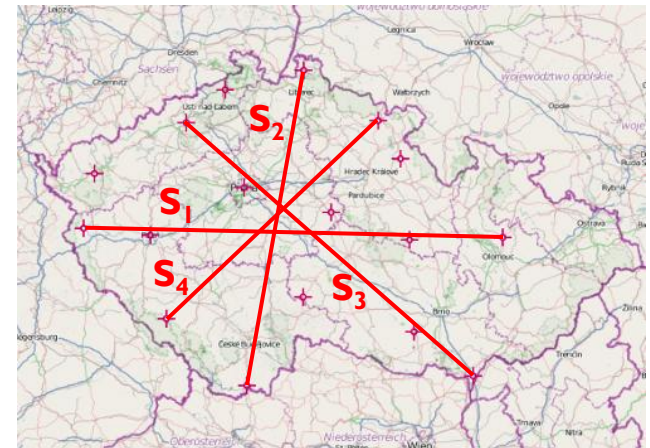 Leipzig
Dresden
Sachsen
Chemnitz
Legnica
Wrocław
województwo opolskie
Opole
Liberec
Wałbrzych
Ústí nad Labem
S₂
Hradec Králové
Pardubice
Rybnik
S₁
Ostrava
Olomouc
S₄
S₃
Brno
Žilina
České Budějovice
Trenčín
Trnava
Nitra
Oberösterreich
Niederösterreich
Wien